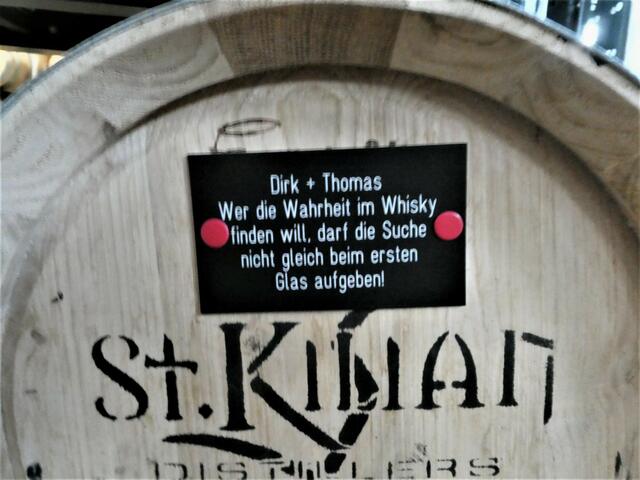 Dirk + Thomas
Wer die Wahrheit im Whisky
finden will, darf die Suche
nicht gleich beim ersten
Glas aufgeben!
St. Kilian
DISTILLERS